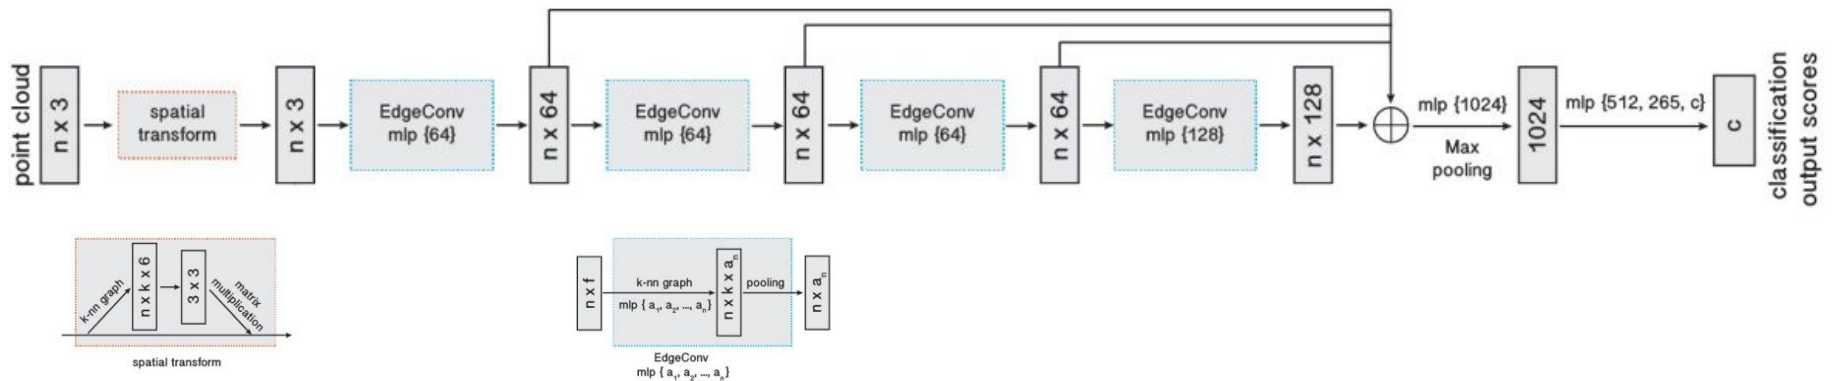 point cloud
n x 3
spatial
transform
n x 3
EdgeConv
mlp {64}
n x 64
EdgeConv
mlp {64}
n x 64
EdgeConv
mlp {64}
n x 64
EdgeConv
mlp {128}
n x 128
mlp {1024}
Max
pooling
1024
mlp {512, 265, c}
c
classification
output scores
k-nn graph
n x k x 6
3 x 3
matrix
multiplication
spatial transform
n x f
k-nn graph
mlp { a₁, a₂, ..., aₙ}
n x k x aₙ
pooling
n x aₙ
EdgeConv
mlp { a₁, a₂, ..., aₙ}